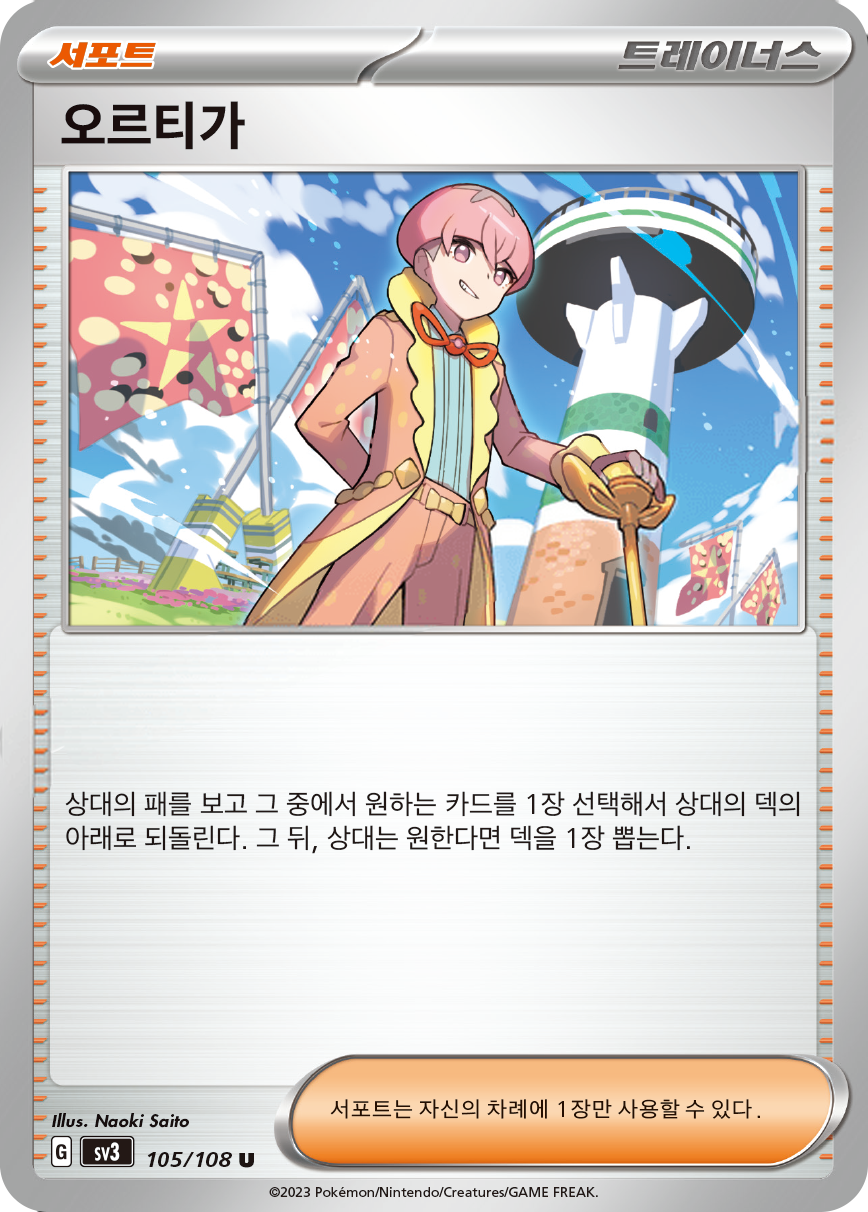 서포트 트레이너스
오르티가
상대의 패를 보고 그 중에서 원하는 카드를 1장 선택해서 상대의 덱의
아래로 되돌린다. 그 뒤, 상대는 원한다면 덱을 1장 뽑는다.
서포트는 자신의 차례에 1장만 사용할 수 있다.
Illus. Naoki Saito
G sv3 105/108 U
©2023 Pokémon/Nintendo/Creatures/GAME FREAK.